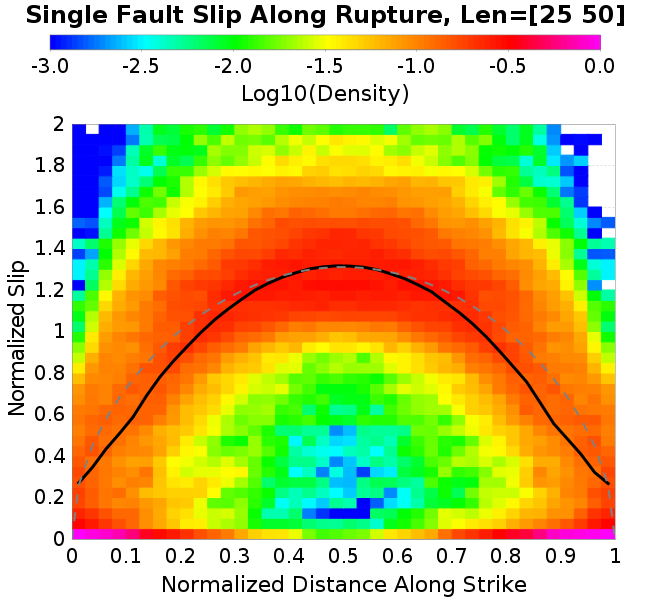 Single Fault Slip Along Rupture, Len=[25 50]
-3.0 -2.5 -2.0 -1.5 -1.0 -0.5 0.0
Log10(Density)
2
1.8
1.6
1.4
1.2
1
0.8
0.6
0.4
0.2
0
Normalized Slip
0 0.1 0.2 0.3 0.4 0.5 0.6 0.7 0.8 0.9 1
Normalized Distance Along Strike